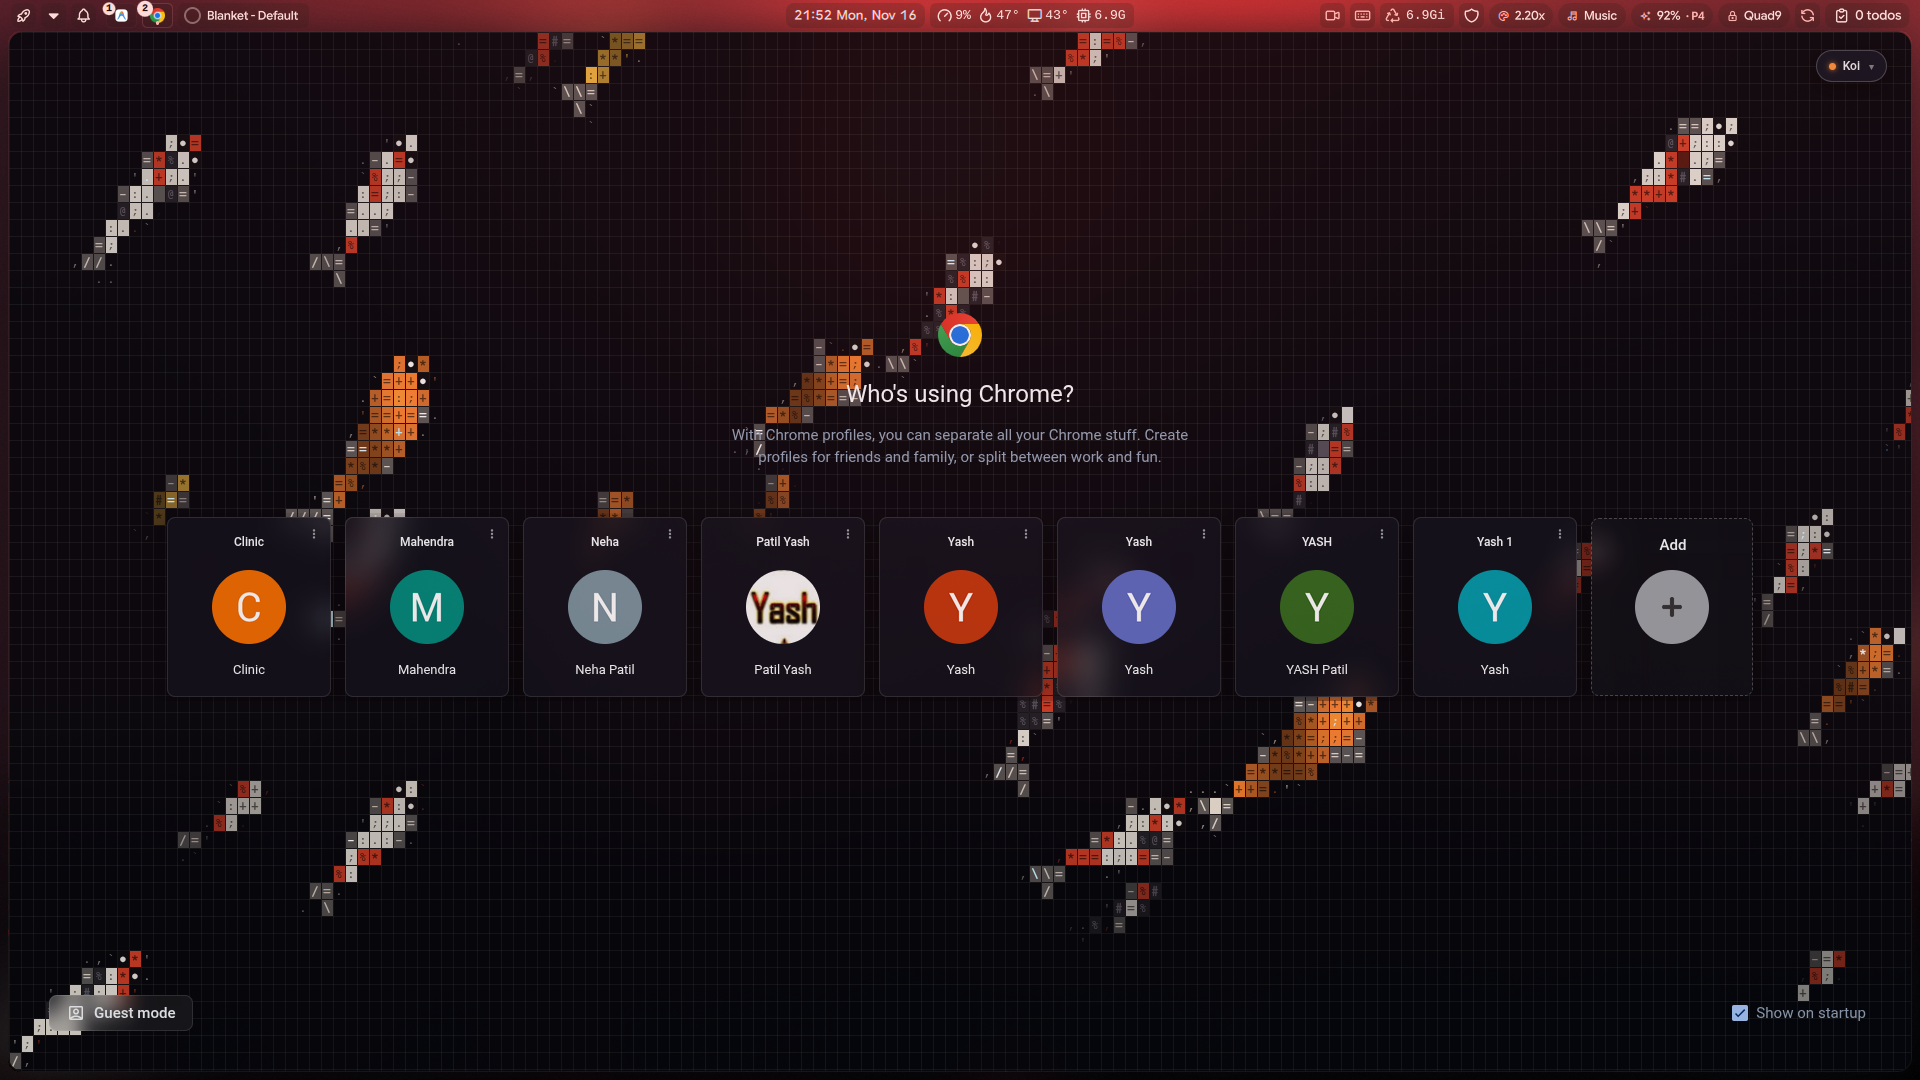 1
2
Blanket - Default
21:52 Mon, Nov 16
9% 47° 43° 6.9G
6.9Gi
2.20x
Music
92% · P4
Quad9
0 todos
Koi
Who's using Chrome?
With Chrome profiles, you can separate all your Chrome stuff. Create
profiles for friends and family, or split between work and fun.
Clinic
C
Clinic
Mahendra
M
Mahendra
Neha
N
Neha Patil
Patil Yash
Yash
Patil Yash
Yash
Y
Yash
Yash
Y
Yash
YASH
Y
YASH Patil
Yash 1
Y
Yash
Add
Guest mode
Show on startup